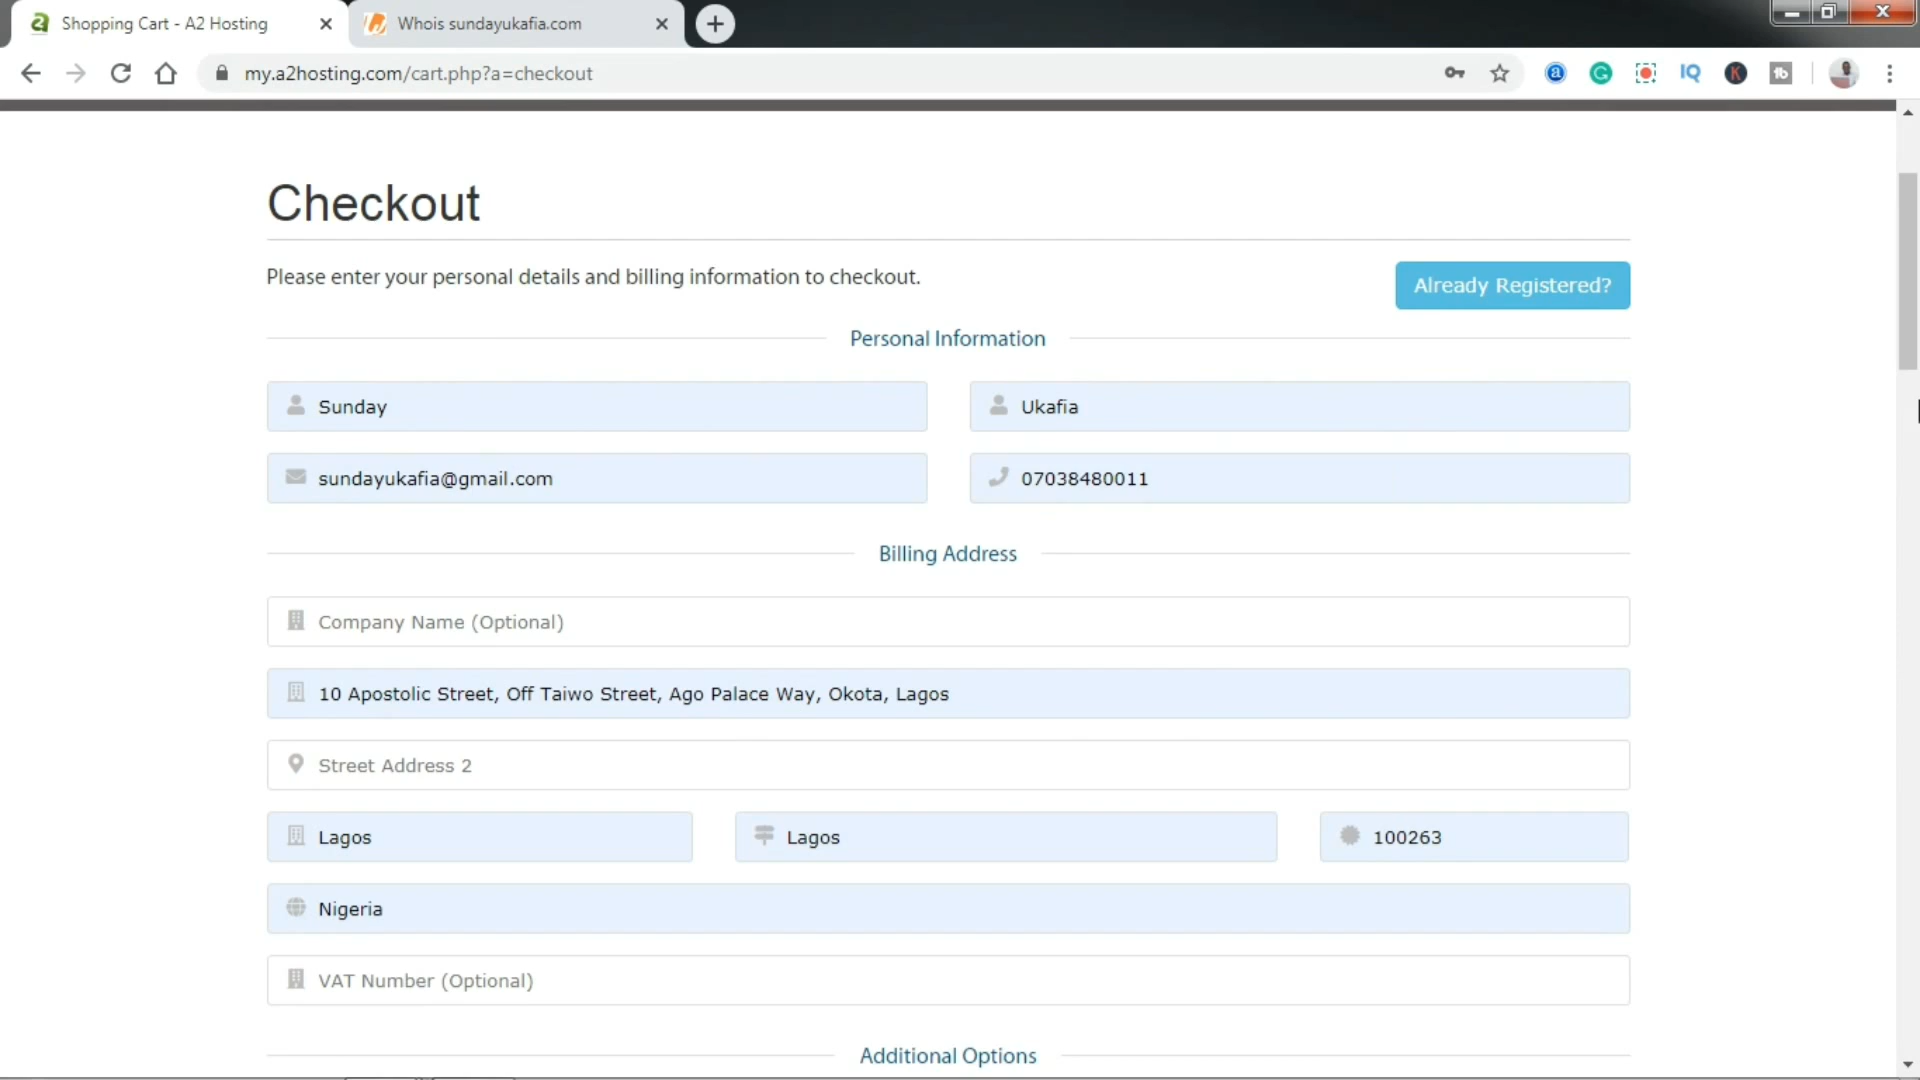 Shopping Cart - A2 Hosting
Whois sundayukafia.com
my.a2hosting.com/cart.php?a=checkout
Checkout
Please enter your personal details and billing information to checkout.
Already Registered?
Personal Information
Sunday
Ukafia
sundayukafia@gmail.com
07038480011
Billing Address
Company Name (Optional)
10 Apostolic Street, Off Taiwo Street, Ago Palace Way, Okota, Lagos
Street Address 2
Lagos
Lagos
100263
Nigeria
VAT Number (Optional)
Additional Options